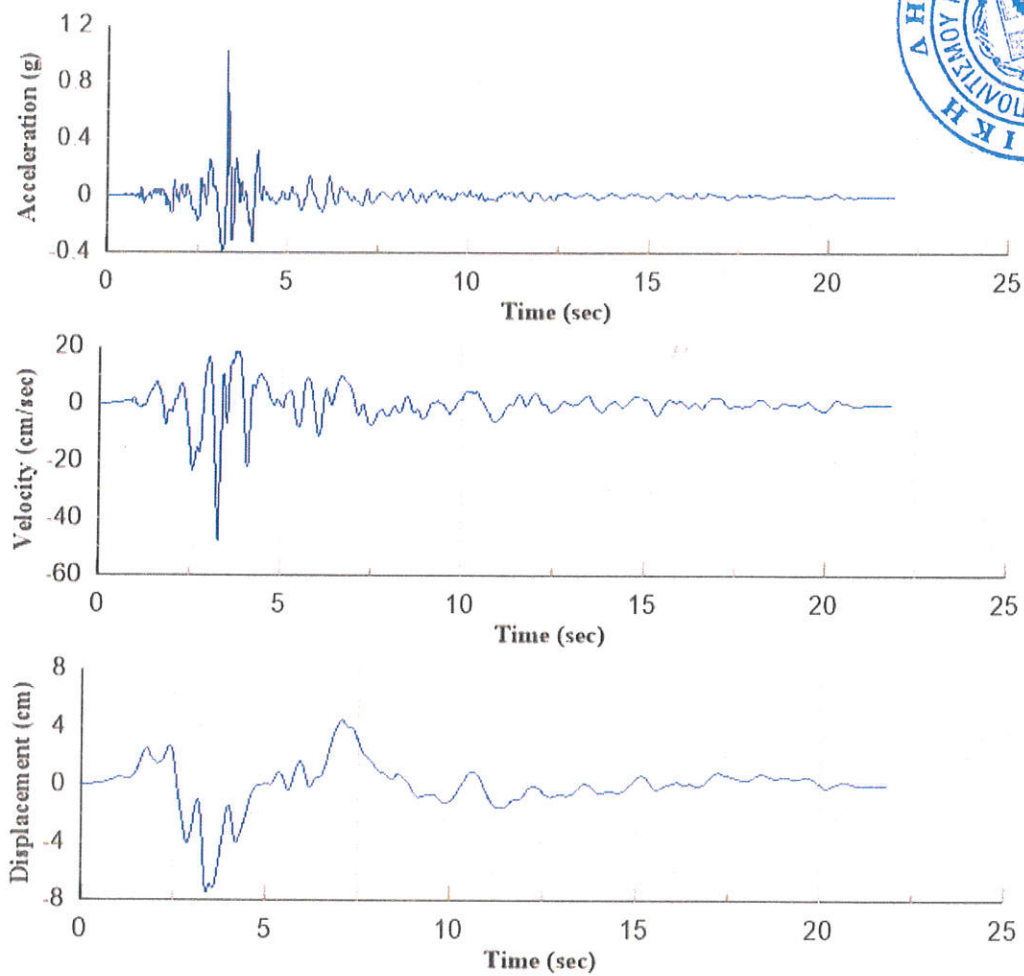 Acceleration (g)
1 2
0.8
0.4
0
-0.4
0 5 10 15 20 25
Time (sec)
Velocity (cm/sec)
20
0
-20
-40
-60
0 5 10 15 20 25
Time (sec)
Displacement (cm)
8
4
0
-4
-8
0 5 10 15 20 25
Time (sec)